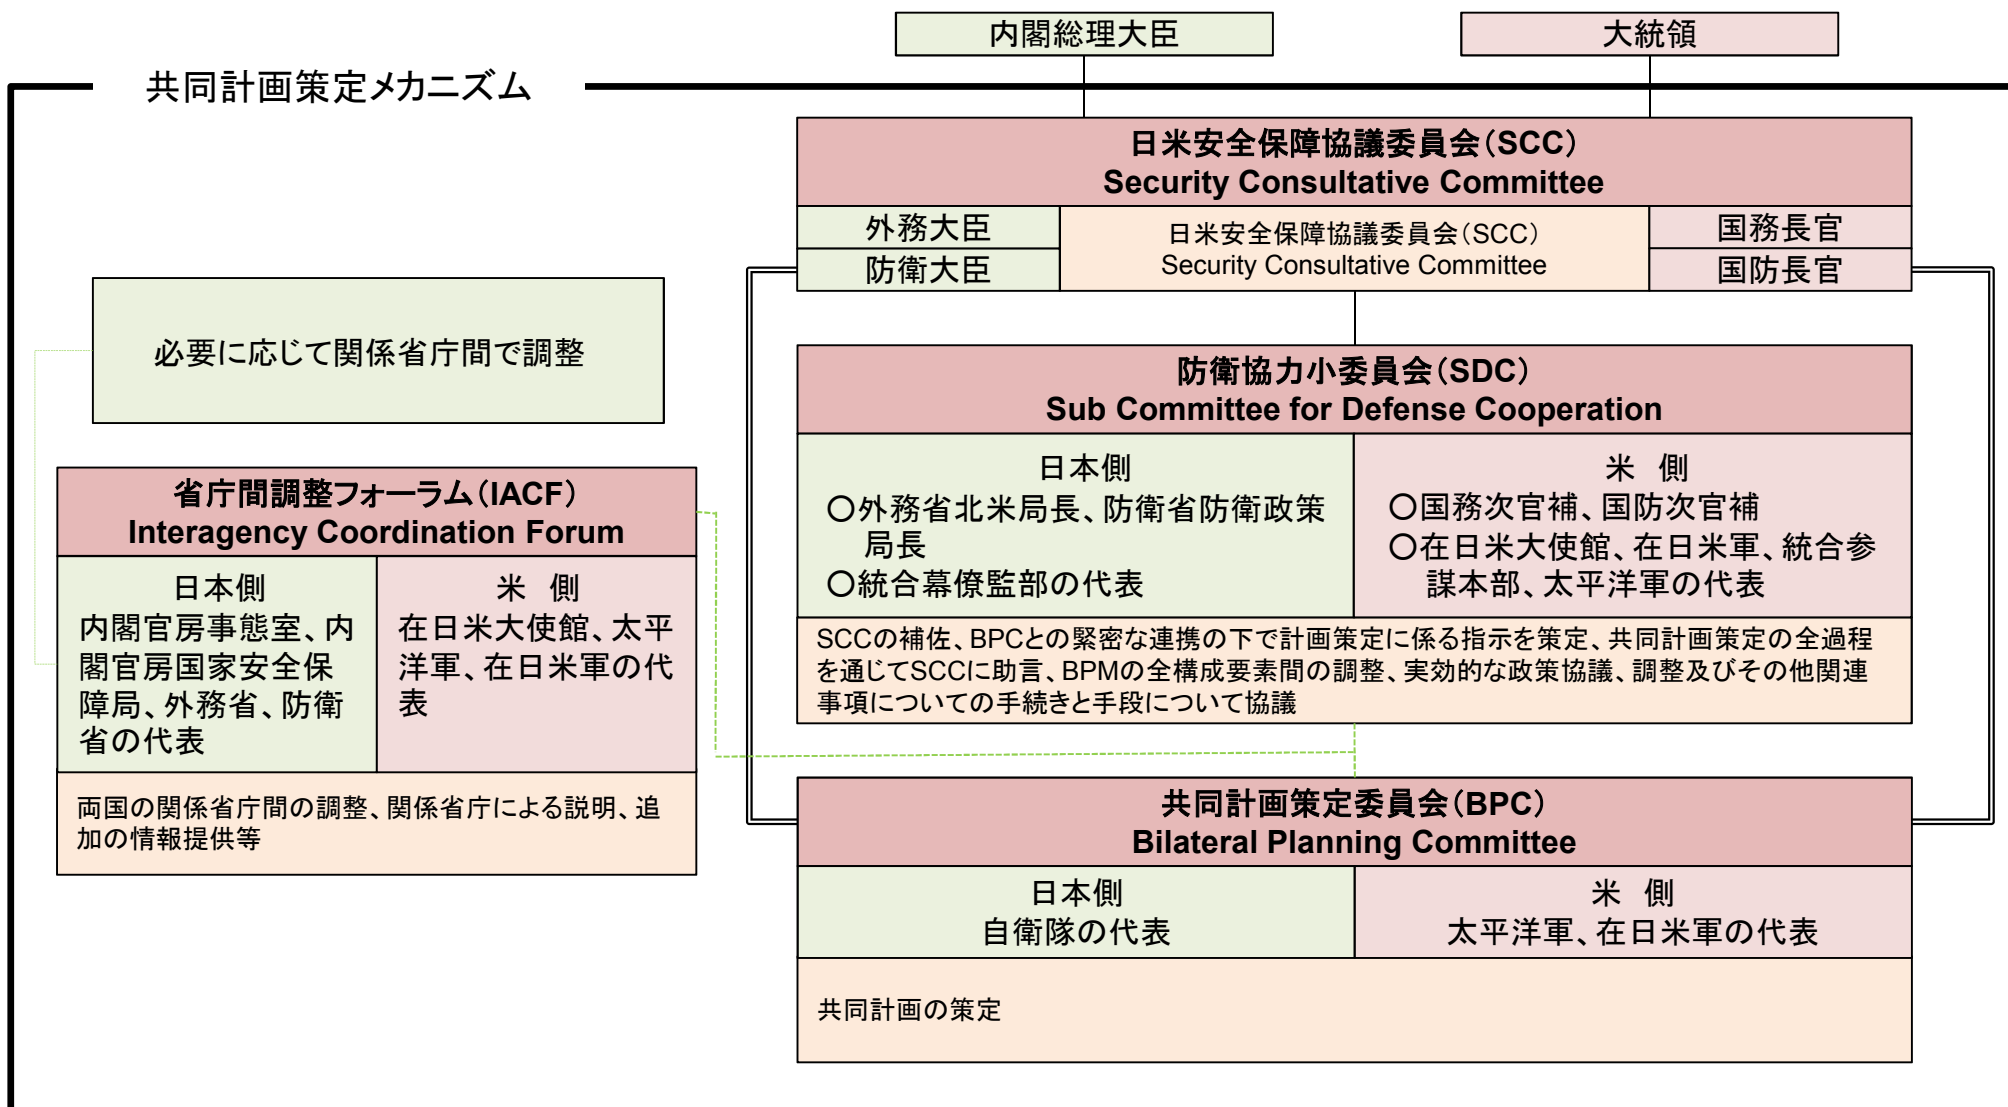 内閣総理大臣
大統領
共同計画策定メカニズム
日米安全保障協議委員会(SCC)
Security Consultative Committee
外務大臣
防衛大臣
日米安全保障協議委員会(SCC)
Security Consultative Committee
国務長官
国防長官
必要に応じて関係省庁間で調整
防衛協力小委員会(SDC)
Sub Committee for Defense Cooperation
日本側
〇外務省北米局長、防衛省防衛政策
局長
〇統合幕僚監部の代表
米 側
〇国務次官補、国防次官補
〇在日米大使館、在日米軍、統合参
謀本部、太平洋軍の代表
SCCの補佐、BPCとの緊密な連携の下で計画策定に係る指示を策定、共同計画策定の全過程
を通じてSCCに助言、BPMの全構成要素間の調整、実効的な政策協議、調整及びその他関連
事項についての手続きと手段について協議
省庁間調整フォーラム(IACF)
Interagency Coordination Forum
日本側
内閣官房事態室、内
閣官房国家安全保
障局、外務省、防衛
省の代表
米 側
在日米大使館、太平
洋軍、在日米軍の代
表
両国の関係省庁間の調整、関係省庁による説明、追
加の情報提供等
共同計画策定委員会(BPC)
Bilateral Planning Committee
日本側
自衛隊の代表
米 側
太平洋軍、在日米軍の代表
共同計画の策定